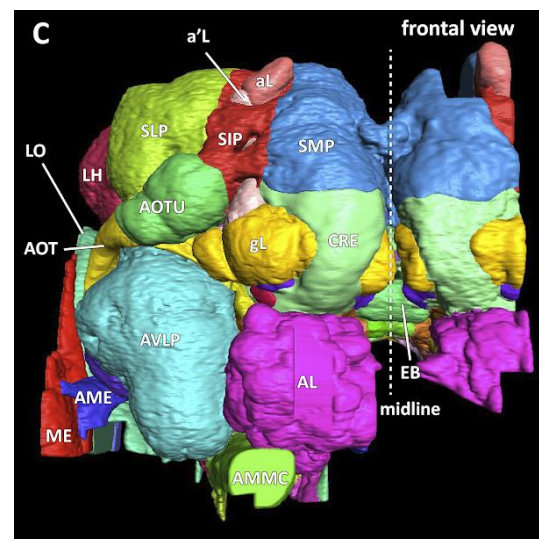 C
frontal view
a'L
aL
SLP
SIP
SMP
LO
LH
AOTU
AOT
gL
CRE
AVLP
EB
AL
AME
midline
ME
AMMC